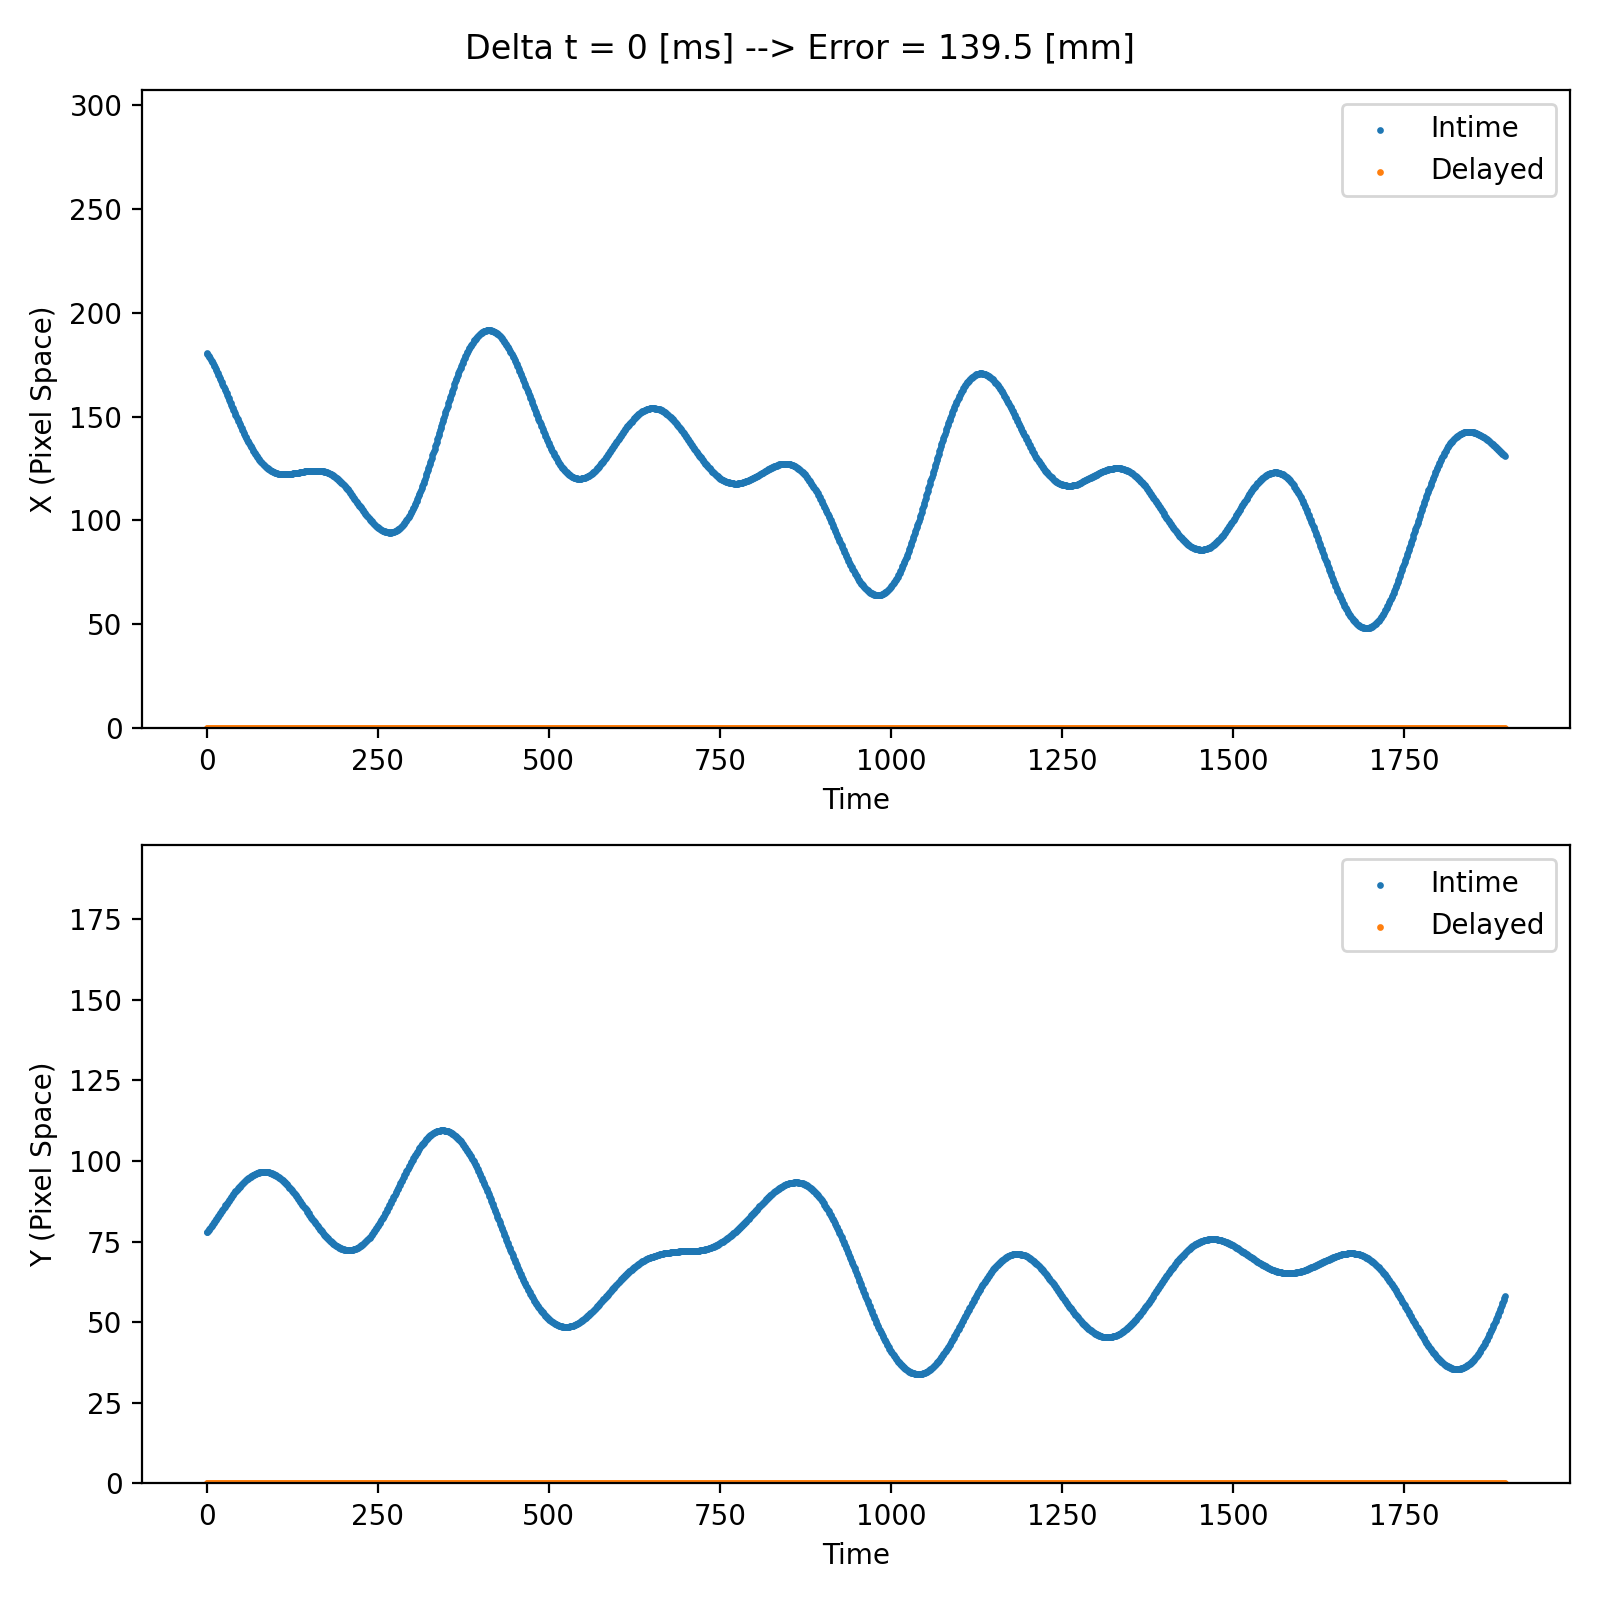 Delta t = 0 [ms] --> Error = 139.5 [mm]
300
250
200
150
100
50
0
X (Pixel Space)
Intime
Delayed
0 250 500 750 1000 1250 1500 1750
Time
175
150
125
100
75
50
25
0
Y (Pixel Space)
Intime
Delayed
0 250 500 750 1000 1250 1500 1750
Time